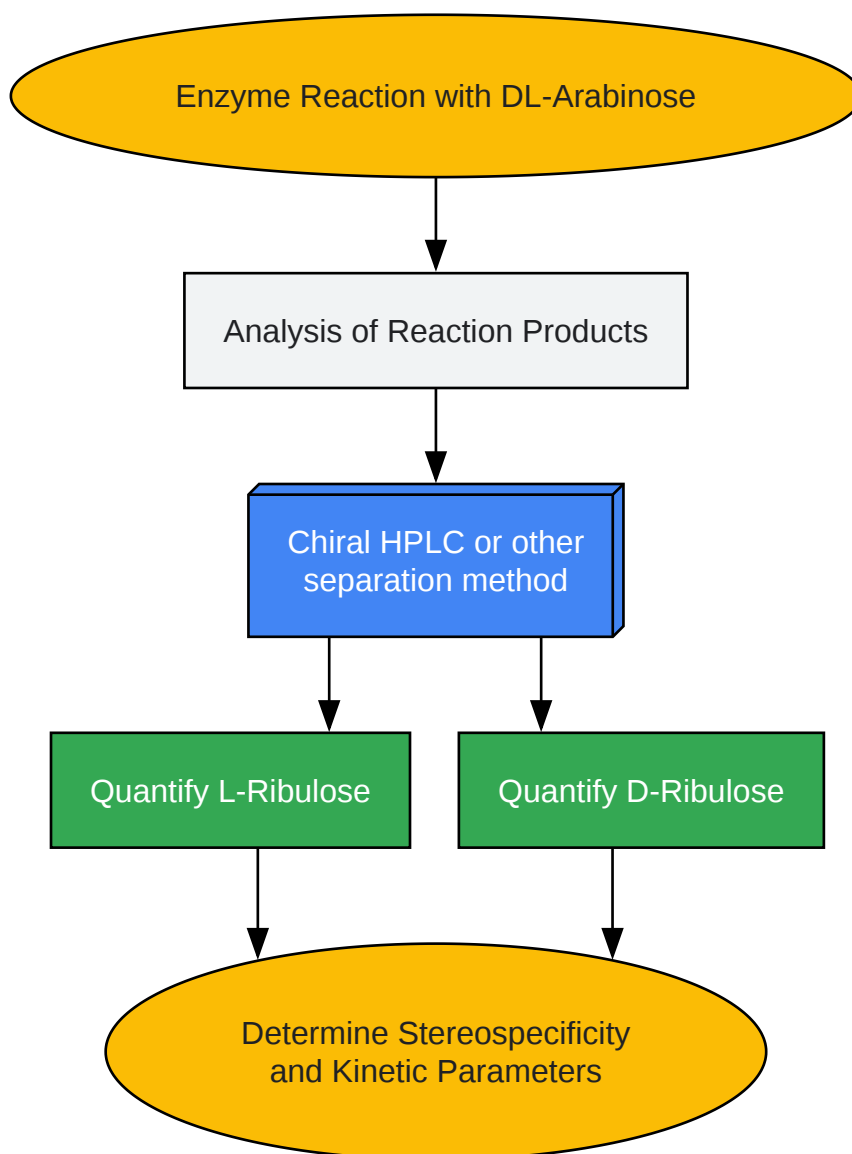 Enzyme Reaction with DL-Arabinose
Analysis of Reaction Products
Chiral HPLC or other
separation method
Quantify L-Ribulose
Quantify D-Ribulose
Determine Stereospecificity
and Kinetic Parameters